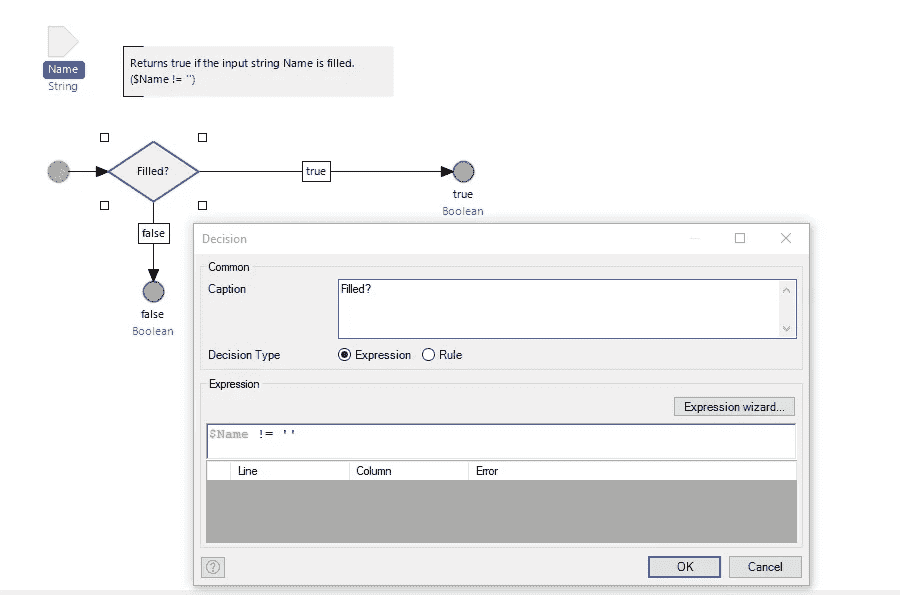 Name
String
Returns true if the input string Name is filled.
($Name != '')
Filled?
true
true
Boolean
false
false
Boolean
Decision
Common
Caption
Filled?
Decision Type
Expression
Rule
Expression
Expression wizard...
$Name != ''
Line
Column
Error
?
OK
Cancel